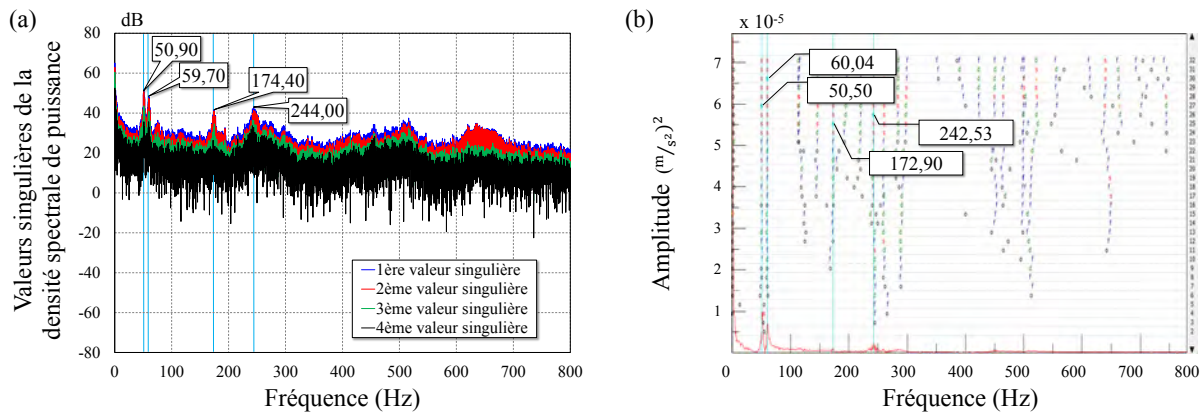 (a)
dB
Valeurs singulières de la
densité spectrale de puissance
80
60
40
20
0
-20
-40
-60
-80
50,90
59,70
174,40
244,00
1ère valeur singulière
2ème valeur singulière
3ème valeur singulière
4ème valeur singulière
0 100 200 300 400 500 600 700 800
Fréquence (Hz)
(b)
x 10-5
Amplitude (m/s2)2
7
6
5
4
3
2
1
60,04
50,50
242,53
172,90
0 100 200 300 400 500 600 700 800
Fréquence (Hz)